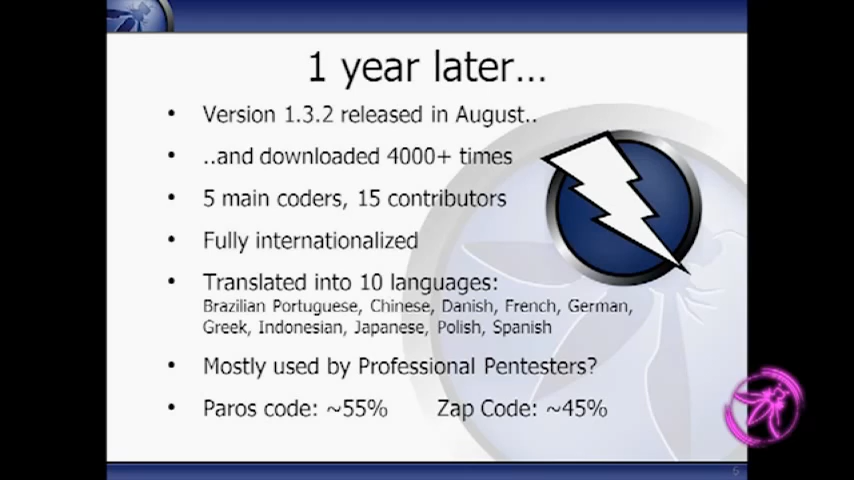 1 year later...
• Version 1.3.2 released in August..
• ..and downloaded 4000+ times
• 5 main coders, 15 contributors
• Fully internationalized
• Translated into 10 languages:
Brazilian Portuguese, Chinese, Danish, French, German,
Greek, Indonesian, Japanese, Polish, Spanish
• Mostly used by Professional Pentesters?
• Paros code: ~55% Zap Code: ~45%